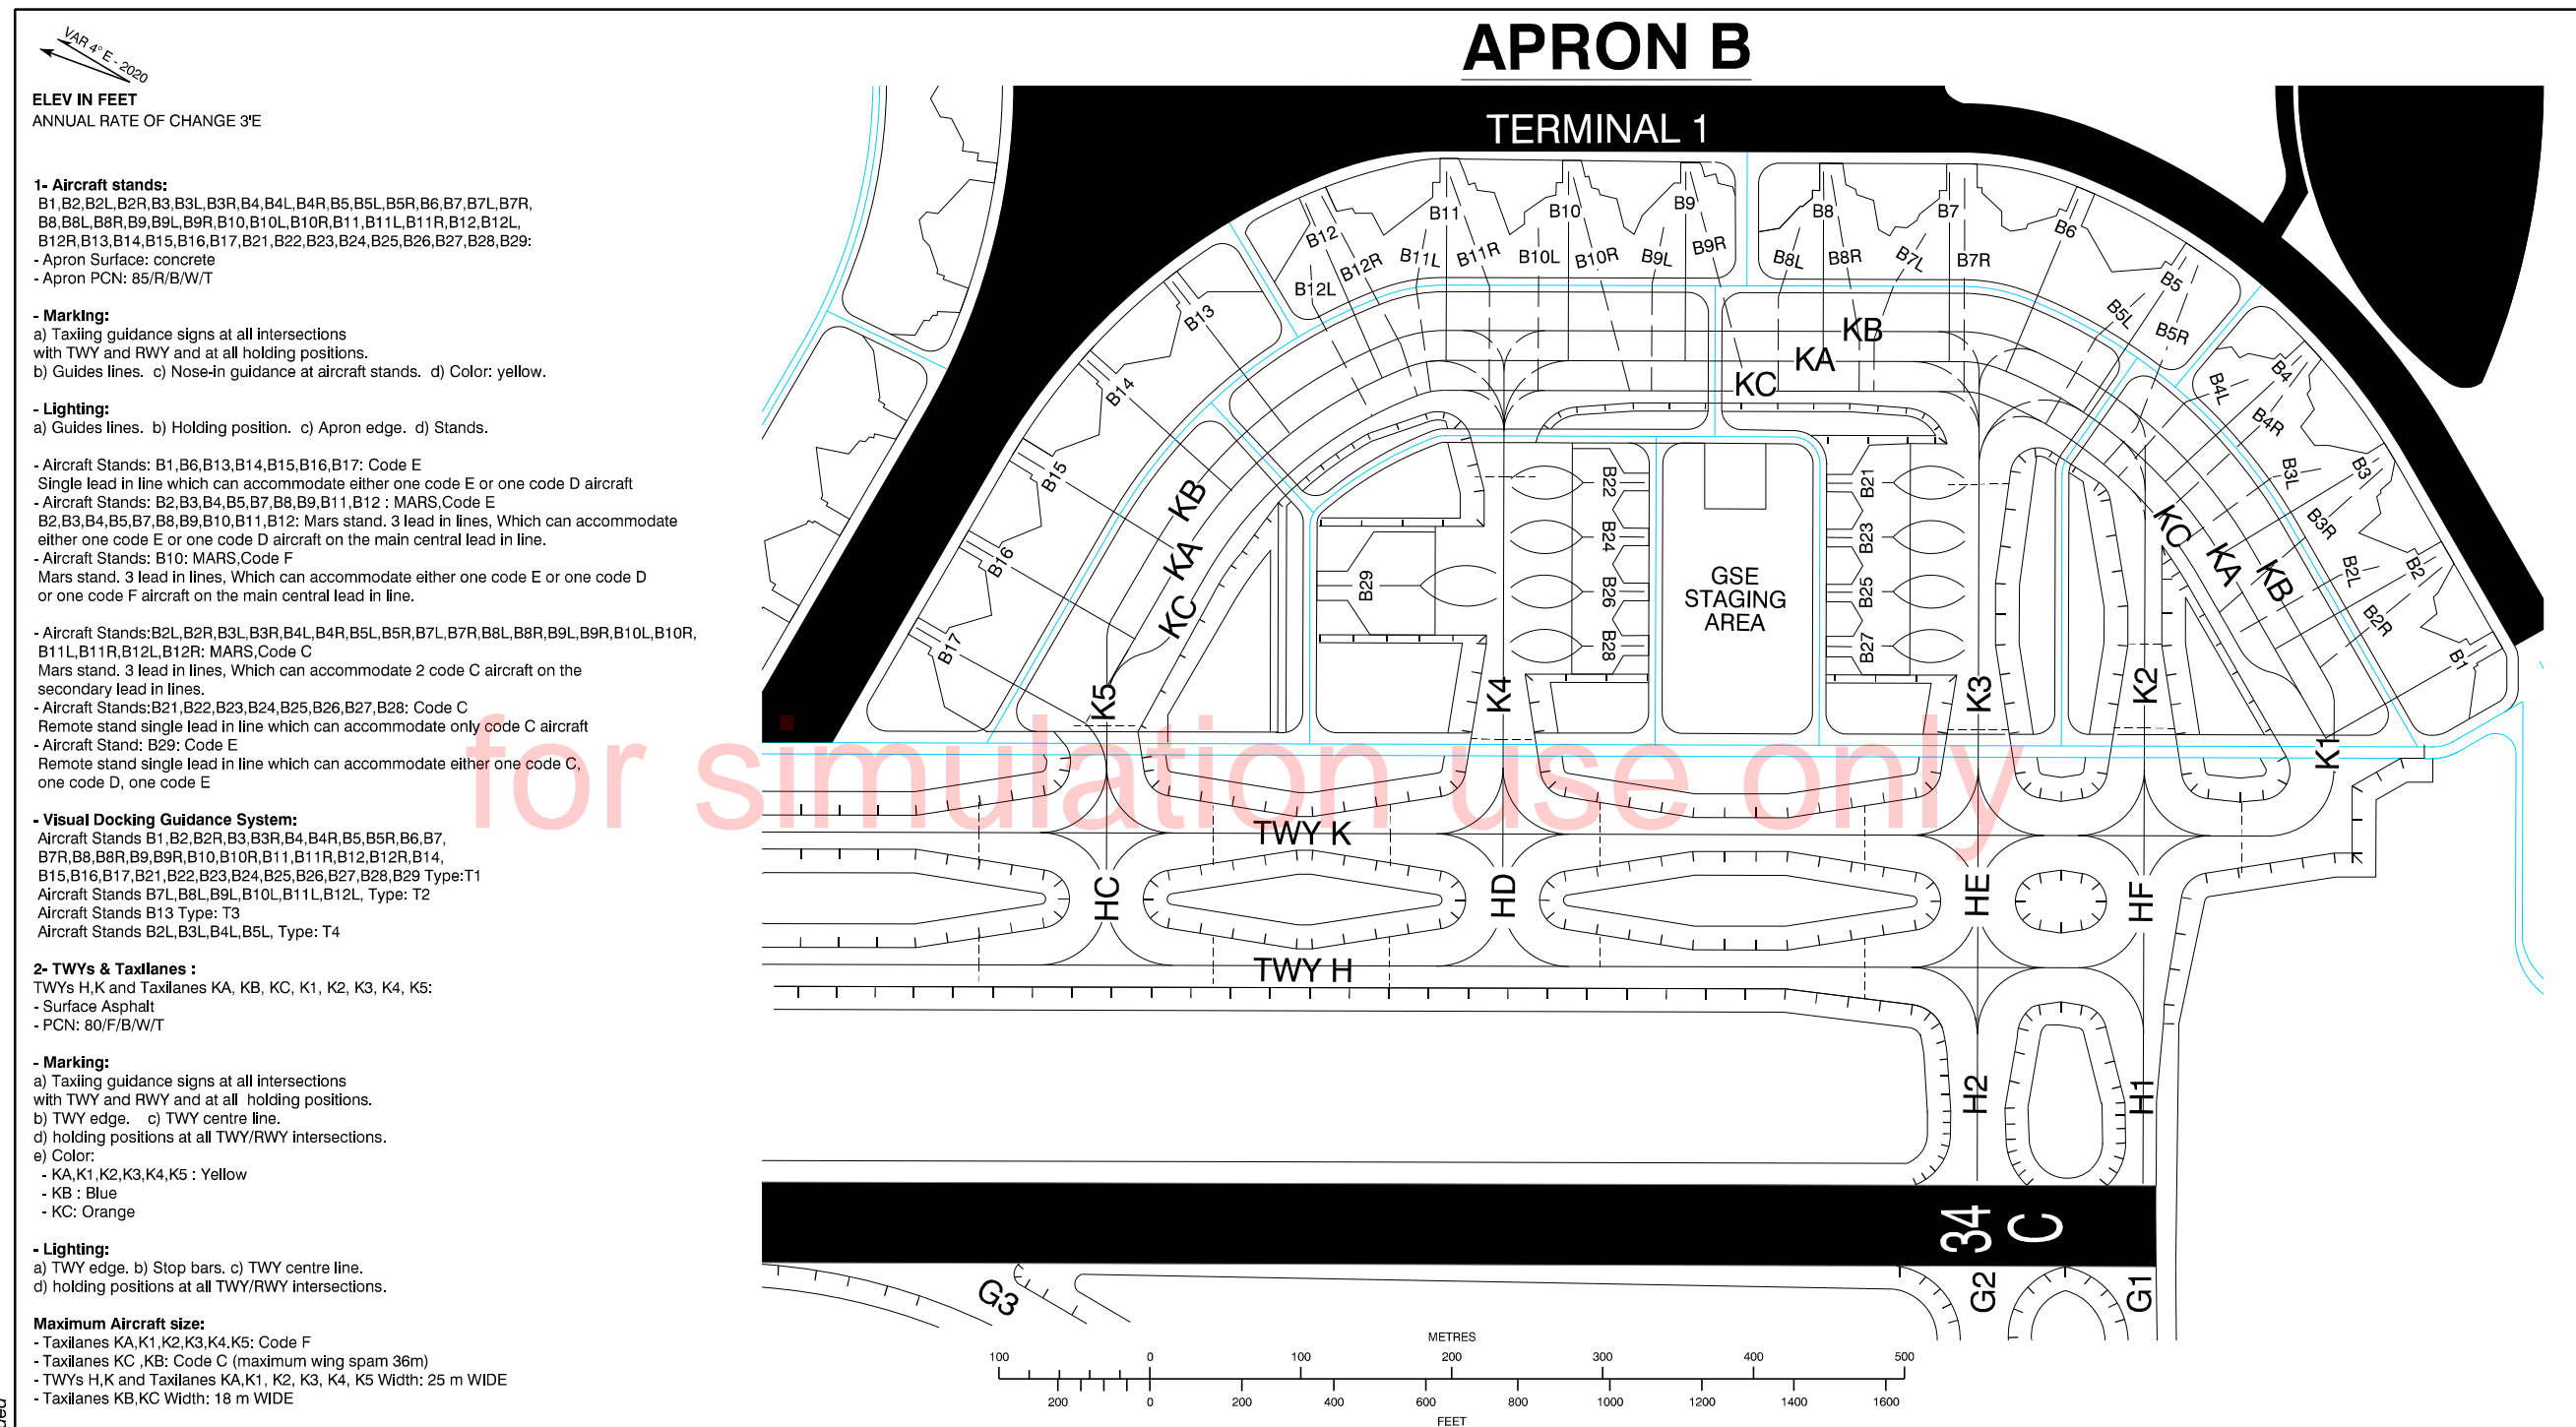 APRON B
VAR 4° E - 2020
ELEV IN FEET
ANNUAL RATE OF CHANGE 3'E
1- Aircraft stands:
B1,B2,B2L,B2R,B3,B3L,B3R,B4,B4L,B4R,B5,B5L,B5R,B6,B7,B7L,B7R,
B8,B8L,B8R,B9,B9L,B9R,B10,B10L,B10R,B11,B11L,B11R,B12,B12L,
B12R,B13,B14,B15,B16,B17,B21,B22,B23,B24,B25,B26,B27,B28,B29:
- Apron Surface: concrete
- Apron PCN: 85/R/B/W/T
- Marking:
a) Taxiing guidance signs at all intersections
with TWY and RWY and at all holding positions.
b) Guides lines. c) Nose-in guidance at aircraft stands. d) Color: yellow.
- Lighting:
a) Guides lines. b) Holding position. c) Apron edge. d) Stands.
- Aircraft Stands: B1,B6,B13,B14,B15,B16,B17: Code E
Single lead in line which can accommodate either one code E or one code D aircraft
- Aircraft Stands: B2,B3,B4,B5,B7,B8,B9,B11,B12 : MARS,Code E
B2,B3,B4,B5,B7,B8,B9,B10,B11,B12: Mars stand. 3 lead in lines, Which can accommodate
either one code E or one code D aircraft on the main central lead in line.
- Aircraft Stands: B10: MARS,Code F
Mars stand. 3 lead in lines, Which can accommodate either one code E or one code D
or one code F aircraft on the main central lead in line.
- Aircraft Stands:B2L,B2R,B3L,B3R,B4L,B4R,B5L,B5R,B7L,B7R,B8L,B8R,B9L,B9R,B10L,B10R,
B11L,B11R,B12L,B12R: MARS,Code C
Mars stand. 3 lead in lines, Which can accommodate 2 code C aircraft on the
secondary lead in lines.
- Aircraft Stands:B21,B22,B23,B24,B25,B26,B27,B28: Code C
Remote stand single lead in line which can accommodate only code C aircraft
- Aircraft Stand: B29: Code E
Remote stand single lead in line which can accommodate either one code C,
one code D, one code E
- Visual Docking Guidance System:
Aircraft Stands B1,B2,B2R,B3,B3R,B4,B4R,B5,B5R,B6,B7,
B7R,B8,B8R,B9,B9R,B10,B10R,B11,B11R,B12,B12R,B14,
B15,B16,B17,B21,B22,B23,B24,B25,B26,B27,B28,B29 Type:T1
Aircraft Stands B7L,B8L,B9L,B10L,B11L,B12L, Type: T2
Aircraft Stands B13 Type: T3
Aircraft Stands B2L,B3L,B4L,B5L, Type: T4
2- TWYs & Taxilanes :
TWYs H,K and Taxilanes KA, KB, KC, K1, K2, K3, K4, K5:
- Surface Asphalt
- PCN: 80/F/B/W/T
- Marking:
a) Taxiing guidance signs at all intersections
with TWY and RWY and at all holding positions.
b) TWY edge. c) TWY centre line.
d) holding positions at all TWY/RWY intersections.
e) Color:
- KA,K1,K2,K3,K4,K5 : Yellow
- KB : Blue
- KC: Orange
- Lighting:
a) TWY edge. b) Stop bars. c) TWY centre line.
d) holding positions at all TWY/RWY intersections.
Maximum Aircraft size:
- Taxilanes KA,K1,K2,K3,K4.K5: Code F
- Taxilanes KC ,KB: Code C (maximum wing spam 36m)
- TWYs H,K and Taxilanes KA,K1, K2, K3, K4, K5 Width: 25 m WIDE
- Taxilanes KB,KC Width: 18 m WIDE
TERMINAL 1
B12
B11
B10
B9
B8
B7
B6
B5
B12L
B12R
B11L
B11R
B10L
B10R
B9L
B9R
B8L
B8R
B7L
B7R
B5L
B5R
B4
B4L
B4R
B3
B3L
B3R
B2
B2L
B2R
B1
B13
B14
B15
B16
B17
KB
KA
KC
KB
KA
KC
KC
KA
KB
B22
B24
B26
B28
B29
B21
B23
B25
B27
GSE
STAGING
AREA
K5
K4
K3
K2
K1
for simulation use only
TWY K
HC
HD
HE
HF
TWY H
H2
H1
34
C
G3
G2
G1
METRES
100 0 100 200 300 400 500
200 0 200 400 600 800 1000 1200 1400 1600
FEET